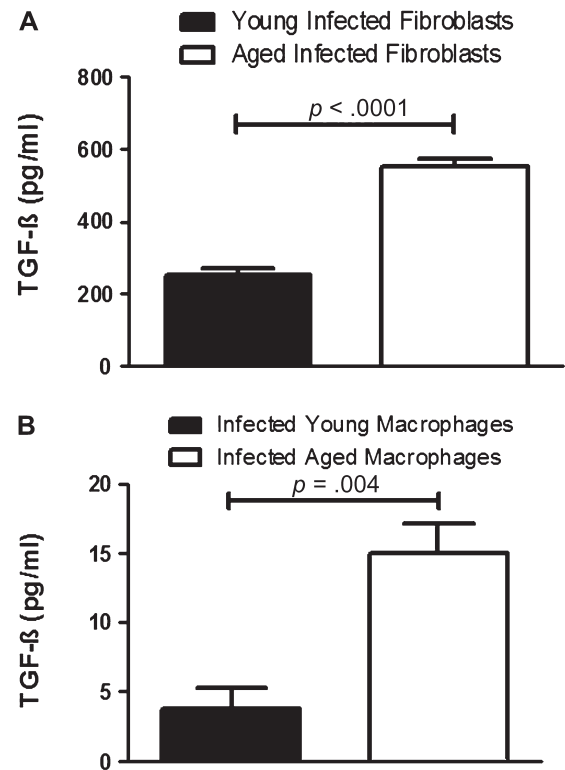 A
Young Infected Fibroblasts
Aged Infected Fibroblasts
800
600
400
200
0
TGF-ß (pg/ml)
p < .0001
B
Infected Young Macrophages
Infected Aged Macrophages
20
15
10
5
0
TGF-ß (pg/ml)
p = .004